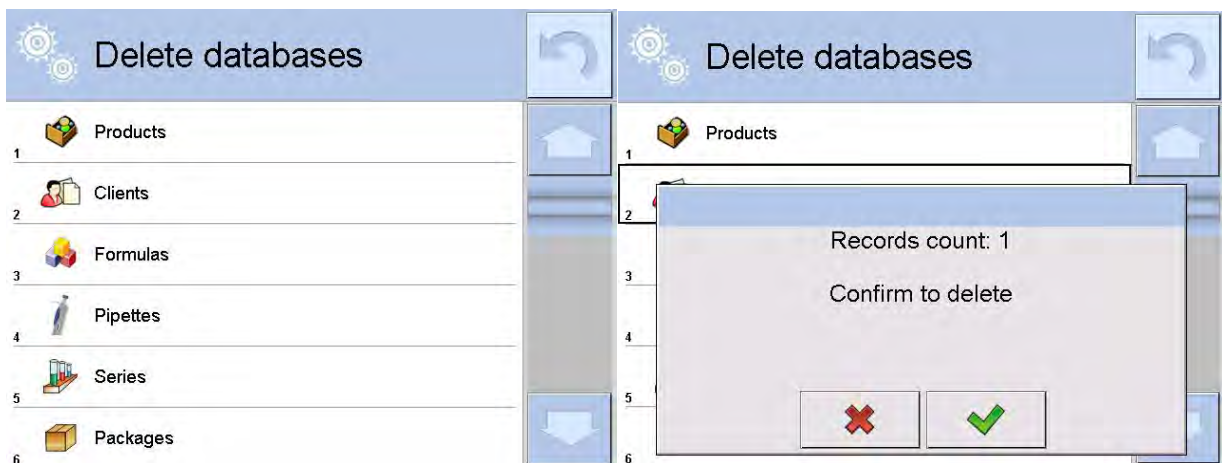 Delete databases
Products
1
Clients
2
Formulas
3
Pipettes
4
Series
5
Packages
6
Delete databases
Products
1
2
Records count: 1
3
Confirm to delete
4
5
6